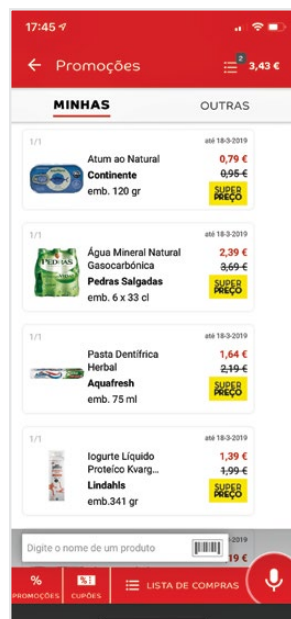 17:45
Promoções
2
3,43 €
MINHAS
OUTRAS
1/1
até 18-3-2019
Atum ao Natural
0,79 €
Continente
0,95 €
emb. 120 gr
SUPER
PREÇO
1/1
até 18-3-2019
Água Mineral Natural
2,39 €
Gasocarbónica
3,69 €
Pedras Salgadas
emb. 6 x 33 cl
PEDRAS
SUPER
PREÇO
1/1
até 18-3-2019
Pasta Dentífrica
1,64 €
Herbal
2,19 €
Aquafresh
emb. 75 ml
SUPER
PREÇO
1/1
até 18-3-2019
Iogurte Líquido
1,39 €
Proteíco Kvarg...
1,99 €
Lindahls
emb.341 gr
SUPER
PREÇO
-2019
Digite o nome de um produto
19 €
%
PROMOÇÕES
%
CUPÕES
LISTA DE COMPRAS